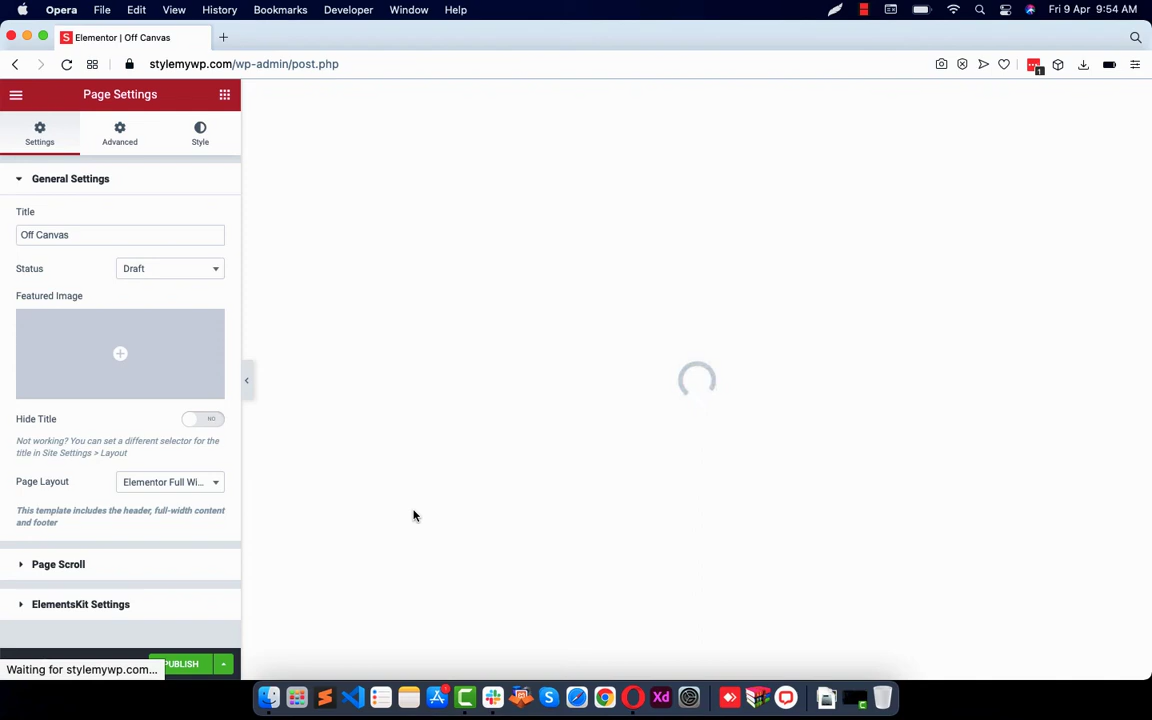 Opera File Edit View History Bookmarks Developer Window Help Fri 9 Apr 9:54 AM
S Elementor | Off Canvas
stylemywp.com/wp-admin/post.php
1
Page Settings
Settings Advanced Style
General Settings
Title
Off Canvas
Status Draft
Featured Image
Hide Title NO
Not working? You can set a different selector for the
title in Site Settings > Layout
Page Layout Elementor Full Wi...
This template includes the header, full-width content
and footer
Page Scroll
ElementsKit Settings
PUBLISH
Waiting for stylemywp.com...
Xd